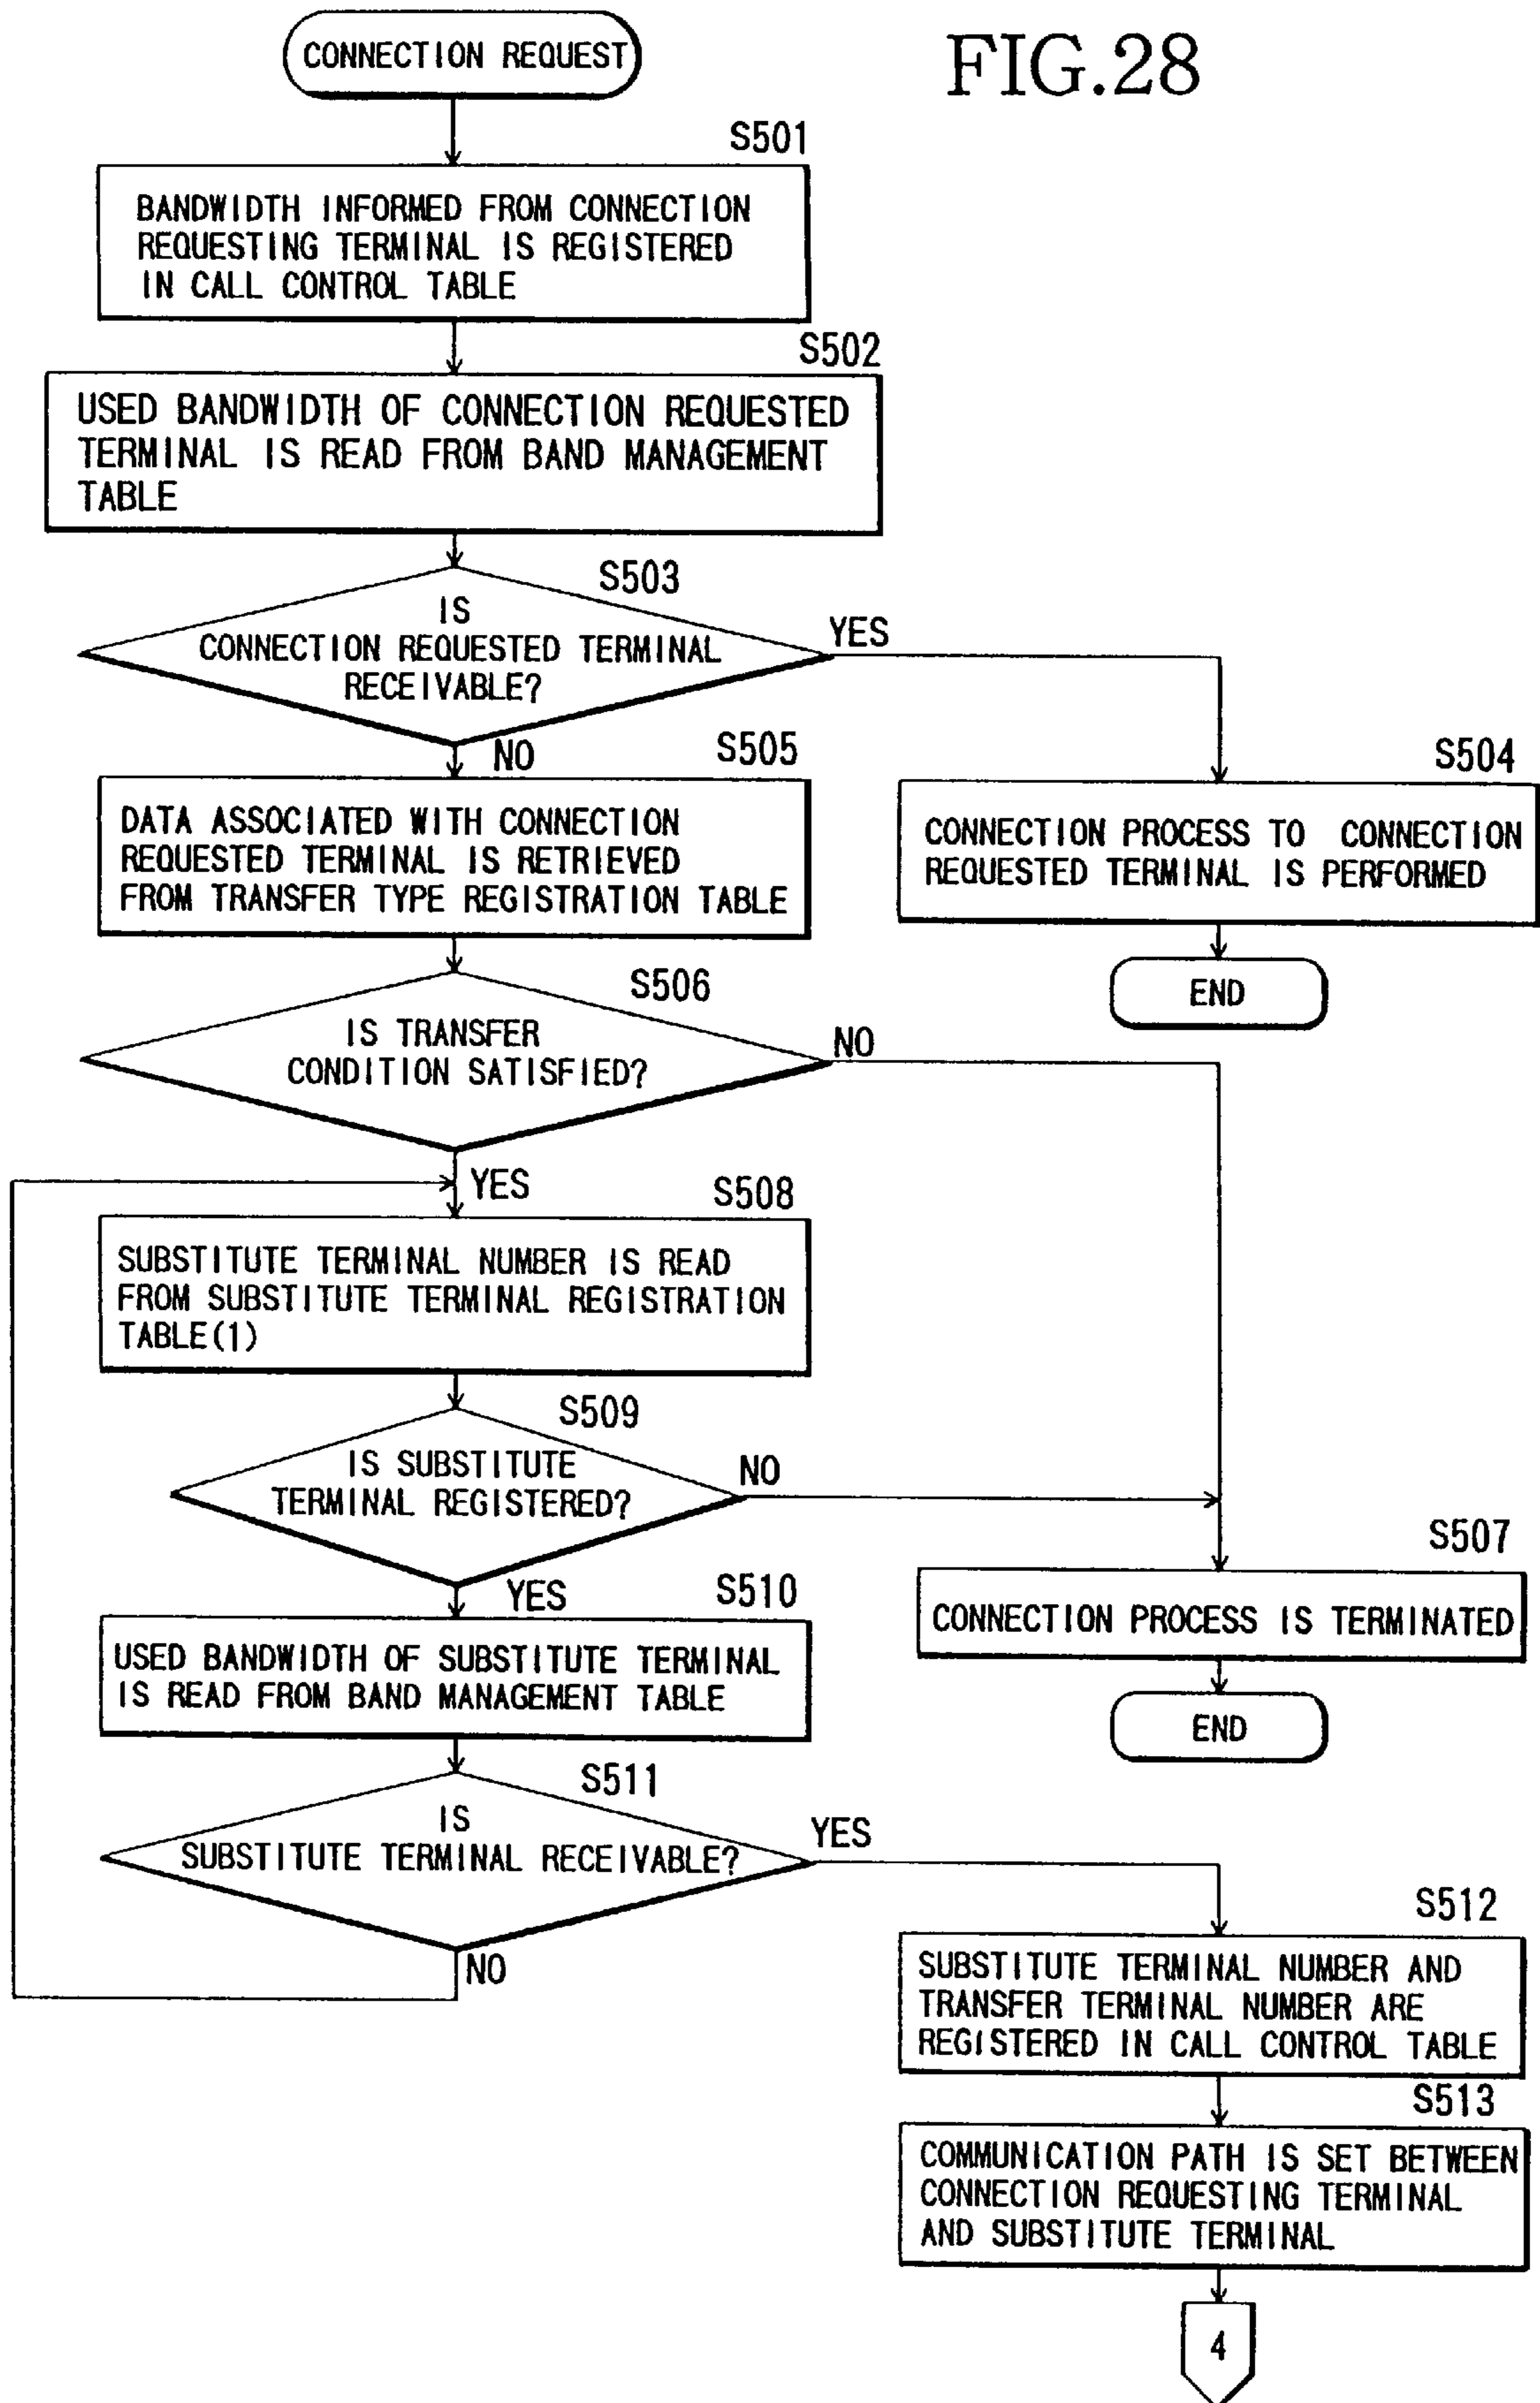 FIG.28
CONNECTION REQUEST
S501
BANDWIDTH INFORMED FROM CONNECTION
REQUESTING TERMINAL IS REGISTERED
IN CALL CONTROL TABLE
S502
USED BANDWIDTH OF CONNECTION REQUESTED
TERMINAL IS READ FROM BAND MANAGEMENT
TABLE
S503
IS
CONNECTION REQUESTED TERMINAL
RECEIVABLE?
YES
NO
S504
CONNECTION PROCESS TO CONNECTION
REQUESTED TERMINAL IS PERFORMED
END
S505
DATA ASSOCIATED WITH CONNECTION
REQUESTED TERMINAL IS RETRIEVED
FROM TRANSFER TYPE REGISTRATION TABLE
S506
IS TRANSFER
CONDITION SATISFIED?
NO
YES
S508
SUBSTITUTE TERMINAL NUMBER IS READ
FROM SUBSTITUTE TERMINAL REGISTRATION
TABLE(1)
S509
IS SUBSTITUTE
TERMINAL REGISTERED?
NO
YES
S507
CONNECTION PROCESS IS TERMINATED
END
S510
USED BANDWIDTH OF SUBSTITUTE TERMINAL
IS READ FROM BAND MANAGEMENT TABLE
S511
IS
SUBSTITUTE TERMINAL RECEIVABLE?
YES
NO
S512
SUBSTITUTE TERMINAL NUMBER AND
TRANSFER TERMINAL NUMBER ARE
REGISTERED IN CALL CONTROL TABLE
S513
COMMUNICATION PATH IS SET BETWEEN
CONNECTION REQUESTING TERMINAL
AND SUBSTITUTE TERMINAL
4